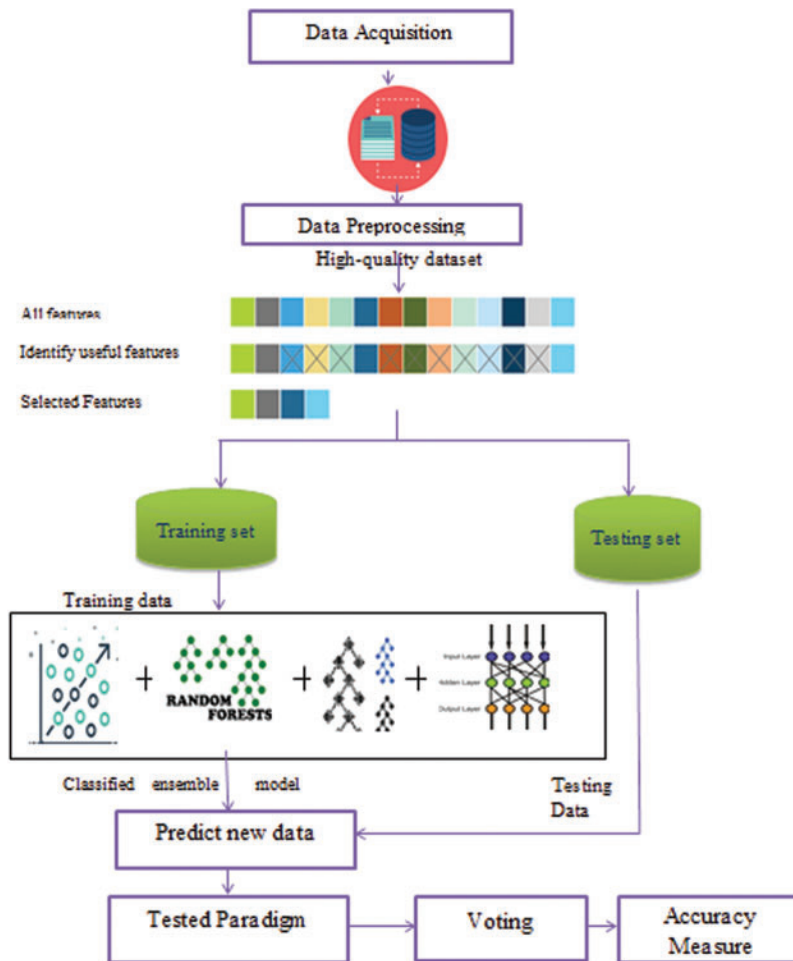 Data Acquisition
Data Preprocessing
High-quality dataset
All features
Identify useful features
Selected Features
Training set
Testing set
Training data
RANDOM
FORESTS
Input Layer
Hidden Layer
Output Layer
Classified ensemble model
Testing
Data
Predict new data
Tested Paradigm
Voting
Accuracy
Measure